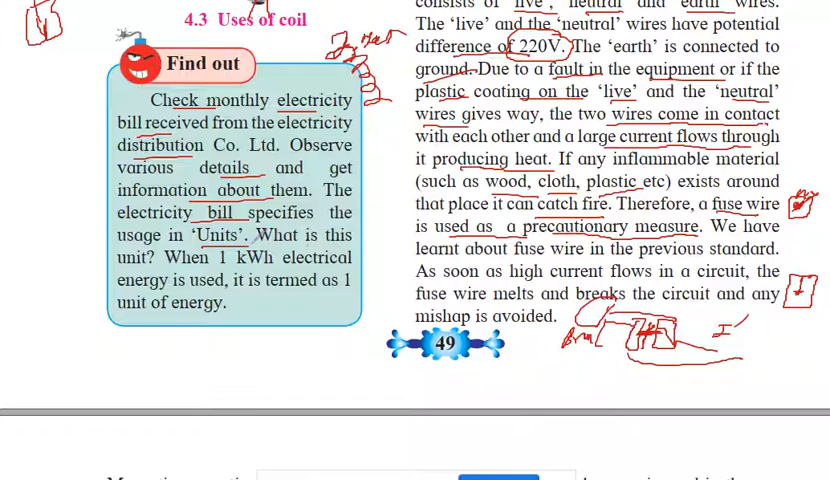 4.3 Uses of coil
Find out
Check monthly electricity
bill received from the electricity
distribution Co. Ltd. Observe
various details and get
information about them. The
electricity bill specifies the
usage in ‘Units’. What is this
unit? When 1 kWh electrical
energy is used, it is termed as 1
unit of energy.
consists of ‘live’, ‘neutral’ and ‘earth’ wires.
The ‘live’ and the ‘neutral’ wires have potential
difference of 220V. The ‘earth’ is connected to
ground. Due to a fault in the equipment or if the
plastic coating on the ‘live’ and the ‘neutral’
wires gives way, the two wires come in contact
with each other and a large current flows through
it producing heat. If any inflammable material
(such as wood, cloth, plastic etc) exists around
that place it can catch fire. Therefore, a fuse wire
is used as a precautionary measure. We have
learnt about fuse wire in the previous standard.
As soon as high current flows in a circuit, the
fuse wire melts and breaks the circuit and any
mishap is avoided.
49